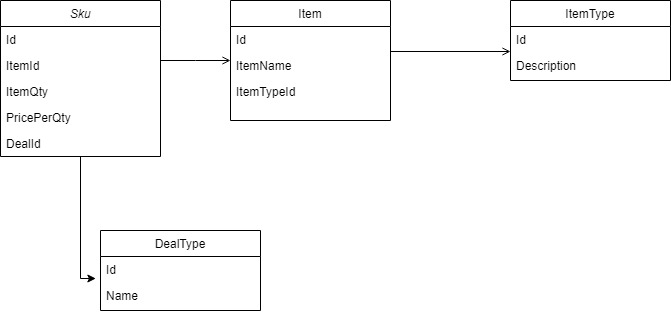 Sku
Id
ItemId
ItemQty
PricePerQty
DealId
Item
Id
ItemName
ItemTypeId
ItemType
Id
Description
DealType
Id
Name